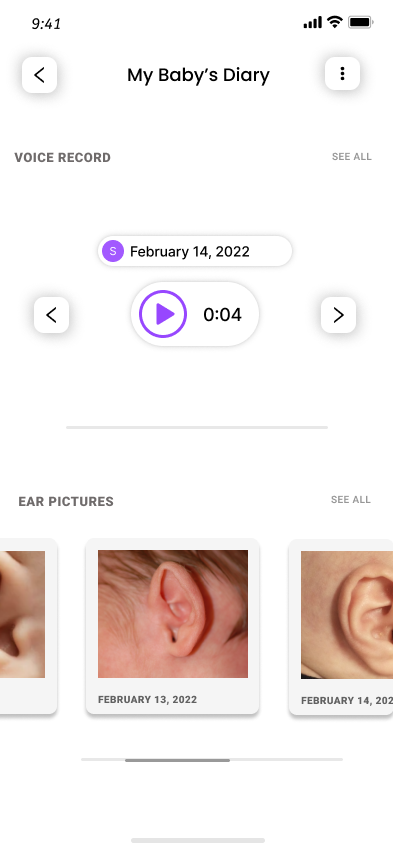 9:41
My Baby's Diary
VOICE RECORD
SEE ALL
S
February 14, 2022
0:04
EAR PICTURES
SEE ALL
FEBRUARY 13, 2022
FEBRUARY 14, 202